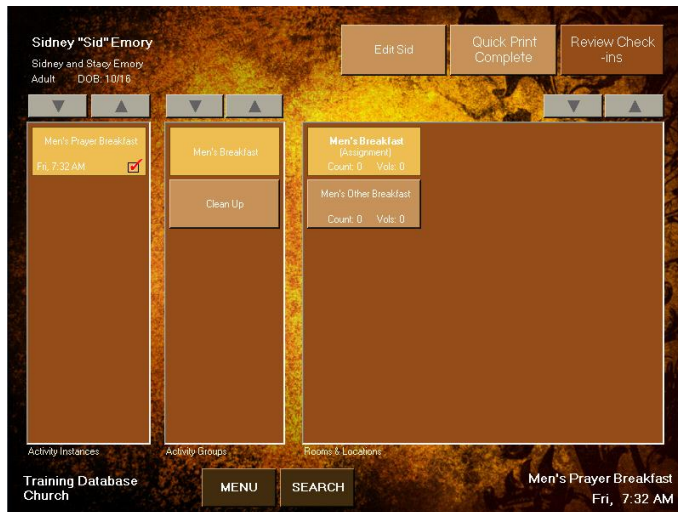 Sidney "Sid" Emory
Sidney and Stacy Emory
Adult DOB: 10/16
Edit Sid
Quick Print
Complete
Review Check
-ins
Men's Prayer Breakfast
Fri, 7:32 AM
Men's Breakfast
Clean Up
Men's Breakfast
(Assignment)
Count: 0 Vols: 0
Men's Other Breakfast
Count: 0 Vols: 0
Activity Instances
Activity Groups
Rooms & Locations
Training Database
Church
MENU
SEARCH
Men's Prayer Breakfast
Fri, 7:32 AM